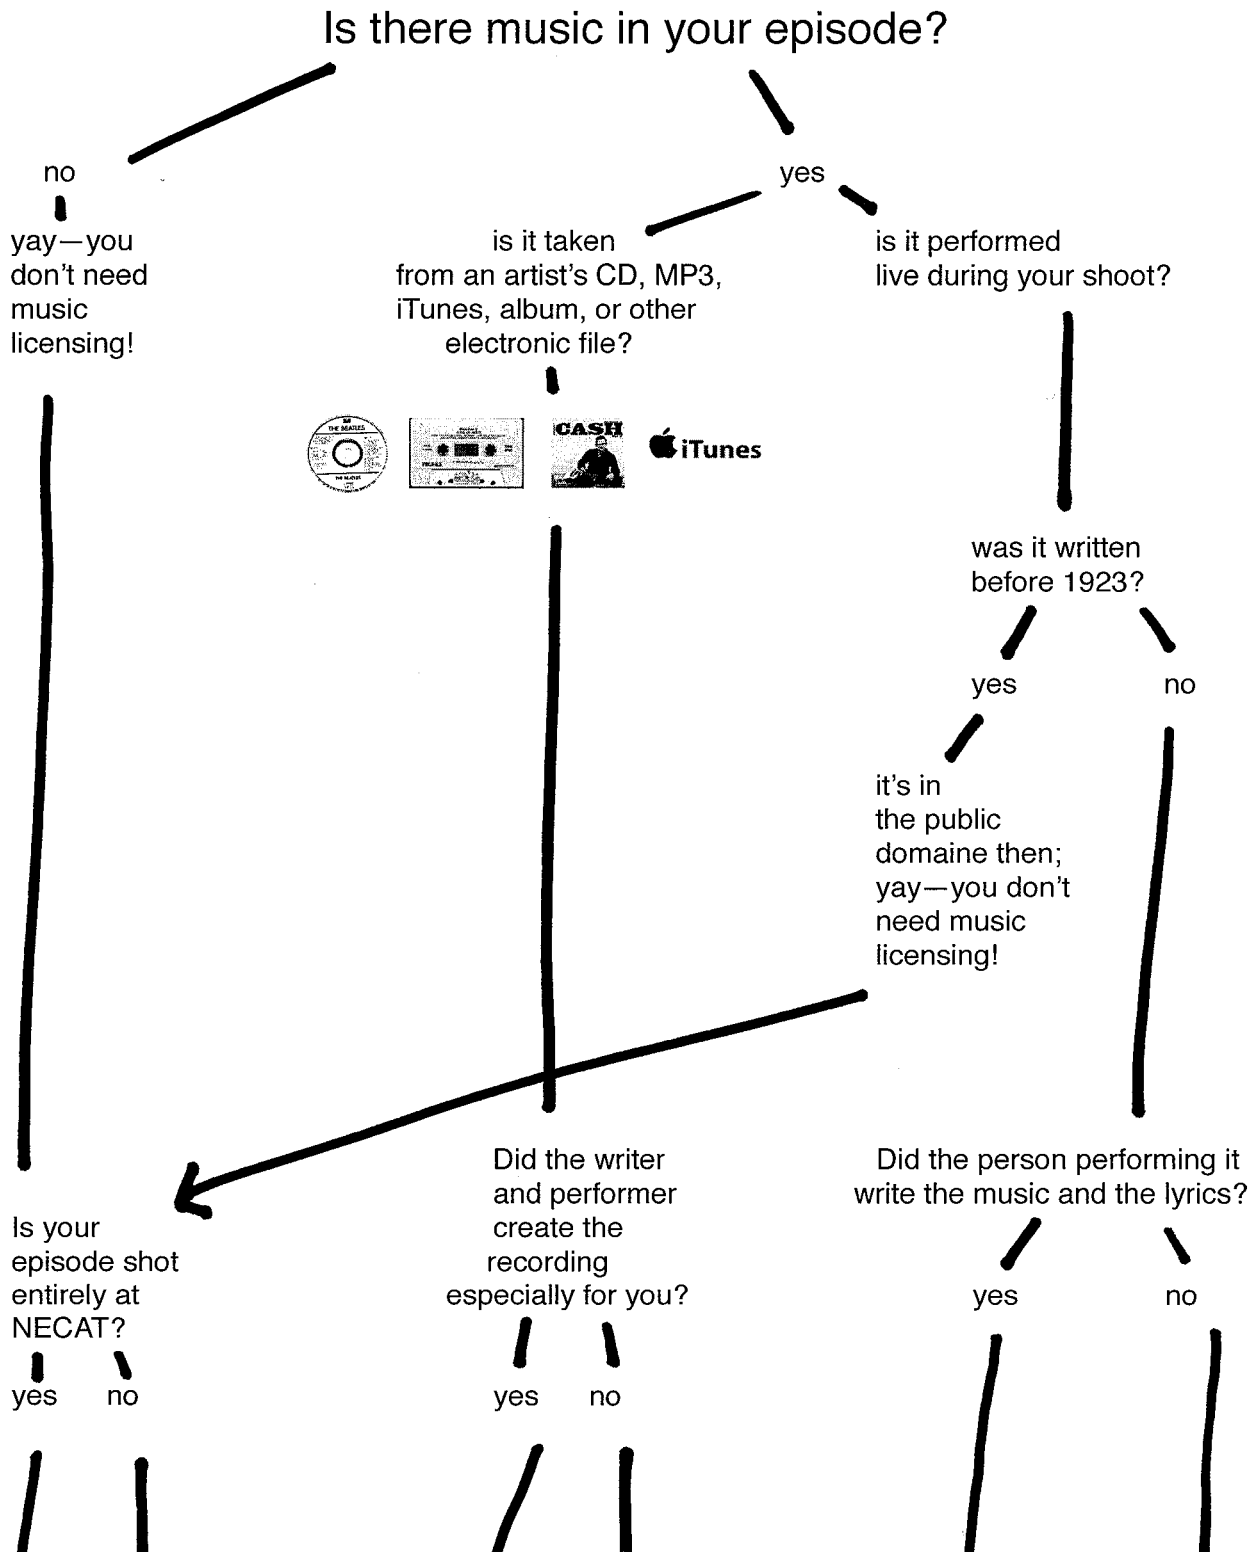 Is there music in your episode?
no
yes
yay—you
don't need
music
licensing!
is it taken
from an artist's CD, MP3,
iTunes, album, or other
electronic file?
is it performed
live during your shoot?
THE BEATLES
THE BEATLES
CASH
iTunes
was it written
before 1923?
yes
no
it's in
the public
domaine then;
yay—you don't
need music
licensing!
Is your
episode shot
entirely at
NECAT?
yes
no
Did the writer
and performer
create the
recording
especially for you?
yes
no
Did the person performing it
write the music and the lyrics?
yes
no